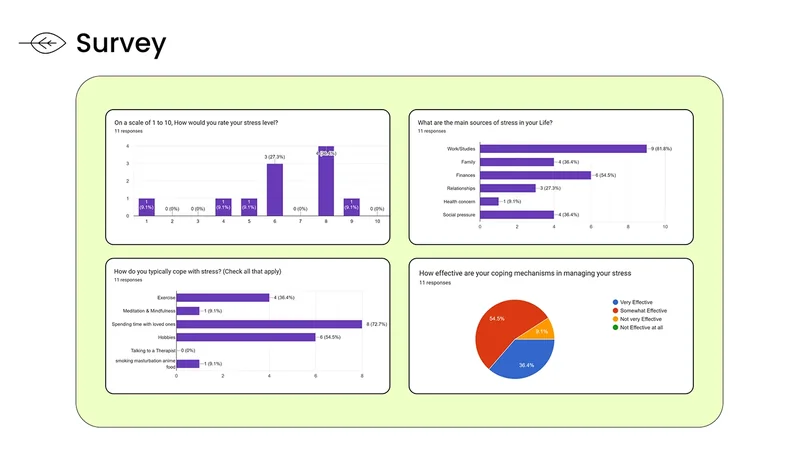 Survey
On a scale of 1 to 10, How would you rate your stress level?
11 responses
4
3
2
1
0
1 (9.1%)
0 (0%)
0 (0%)
1 (9.1%)
1 (9.1%)
3 (27.3%)
0 (0%)
4 (36.4%)
1 (9.1%)
0 (0%)
1 2 3 4 5 6 7 8 9 10
What are the main sources of stress in your Life?
11 responses
Work/Studies 9 (81.8%)
Family 4 (36.4%)
Finances 6 (54.5%)
Relationships 3 (27.3%)
Health concern 1 (9.1%)
Social pressure 4 (36.4%)
0 2 4 6 8 10
How do you typically cope with stress? (Check all that apply)
11 responses
Exercise 4 (36.4%)
Meditation & Mindfulness 1 (9.1%)
Spending time with loved ones 8 (72.7%)
Hobbies 6 (54.5%)
Talking to a Therapist 0 (0%)
smoking masturbation anime
food 1 (9.1%)
0 2 4 6 8
How effective are your coping mechanisms in managing your stress
11 responses
54.5%
9.1%
36.4%
Very Effective
Somewhat Effective
Not very Effective
Not Effective at all